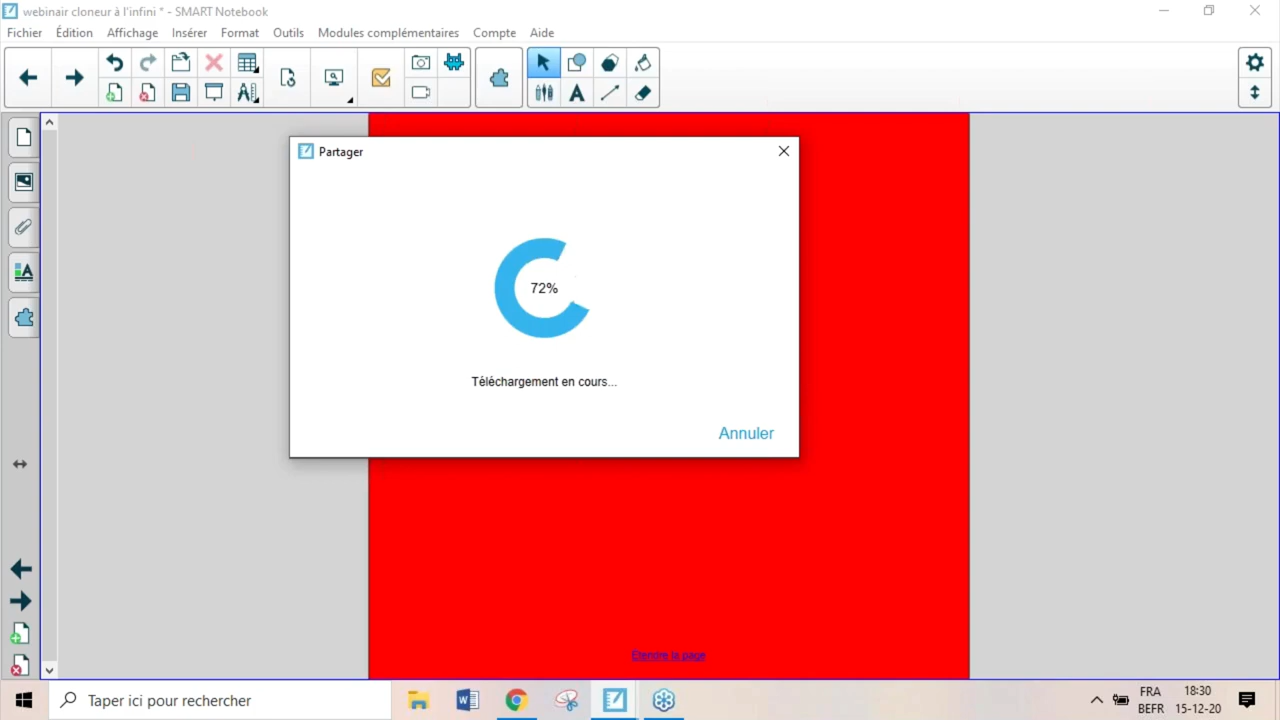 webinair cloneur à l'infini * - SMART Notebook
Fichier Édition Affichage Insérer Format Outils Modules complémentaires Compte Aide
Partager
72%
Téléchargement en cours...
Annuler
Etendre la page
Taper ici pour rechercher
FRA 18:30
BEFR 15-12-20